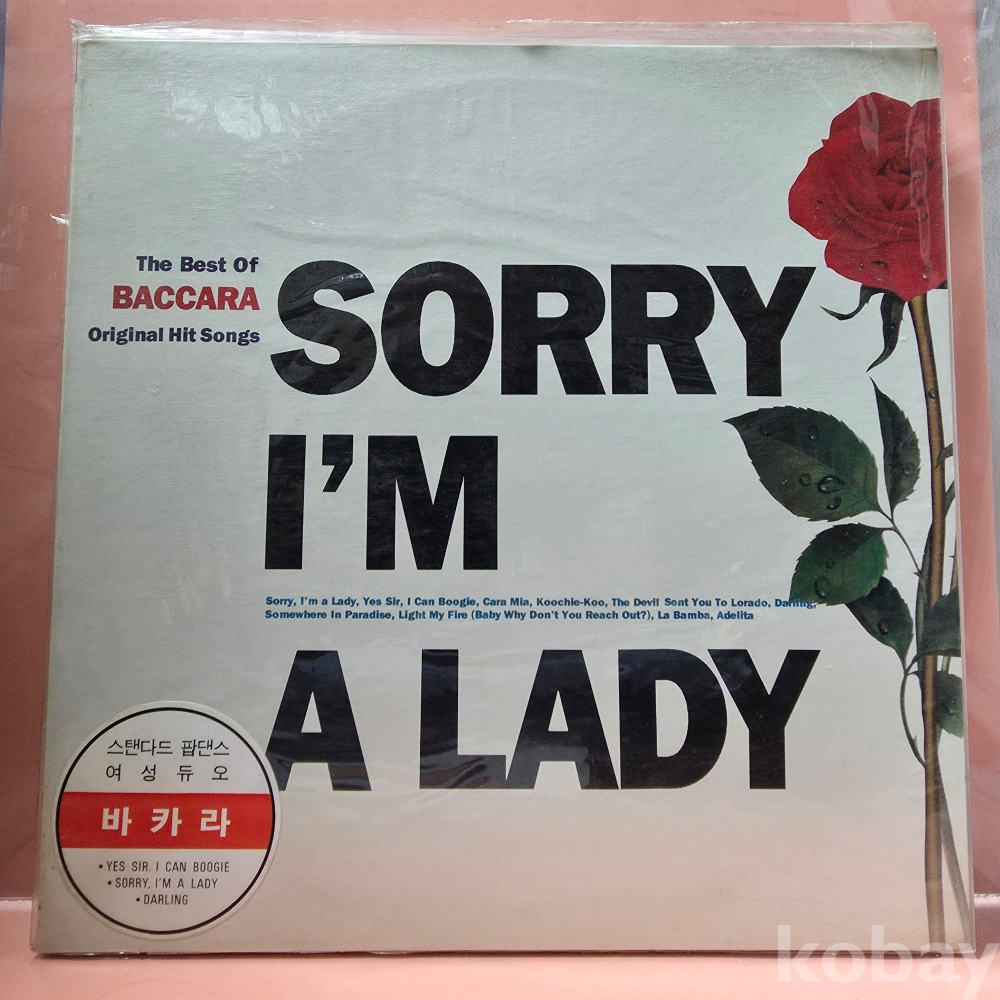 The Best Of
BACCARA
Original Hit Songs
SORRY
I'M
Sorry, I'm a Lady, Yes Sir, I Can Boogie, Cara Mia, Koochie-Koo, The Devil Sent You To Lorado, Darling,
Somewhere In Paradise, Light My Fire (Baby Why Don't You Reach Out?), La Bamba, Adelita
A LADY
스탠다드 팝댄스
여성듀오
바카라
• YES SIR. I CAN BOOGIE
• SORRY, I'M A LADY
• DARLING
kobay